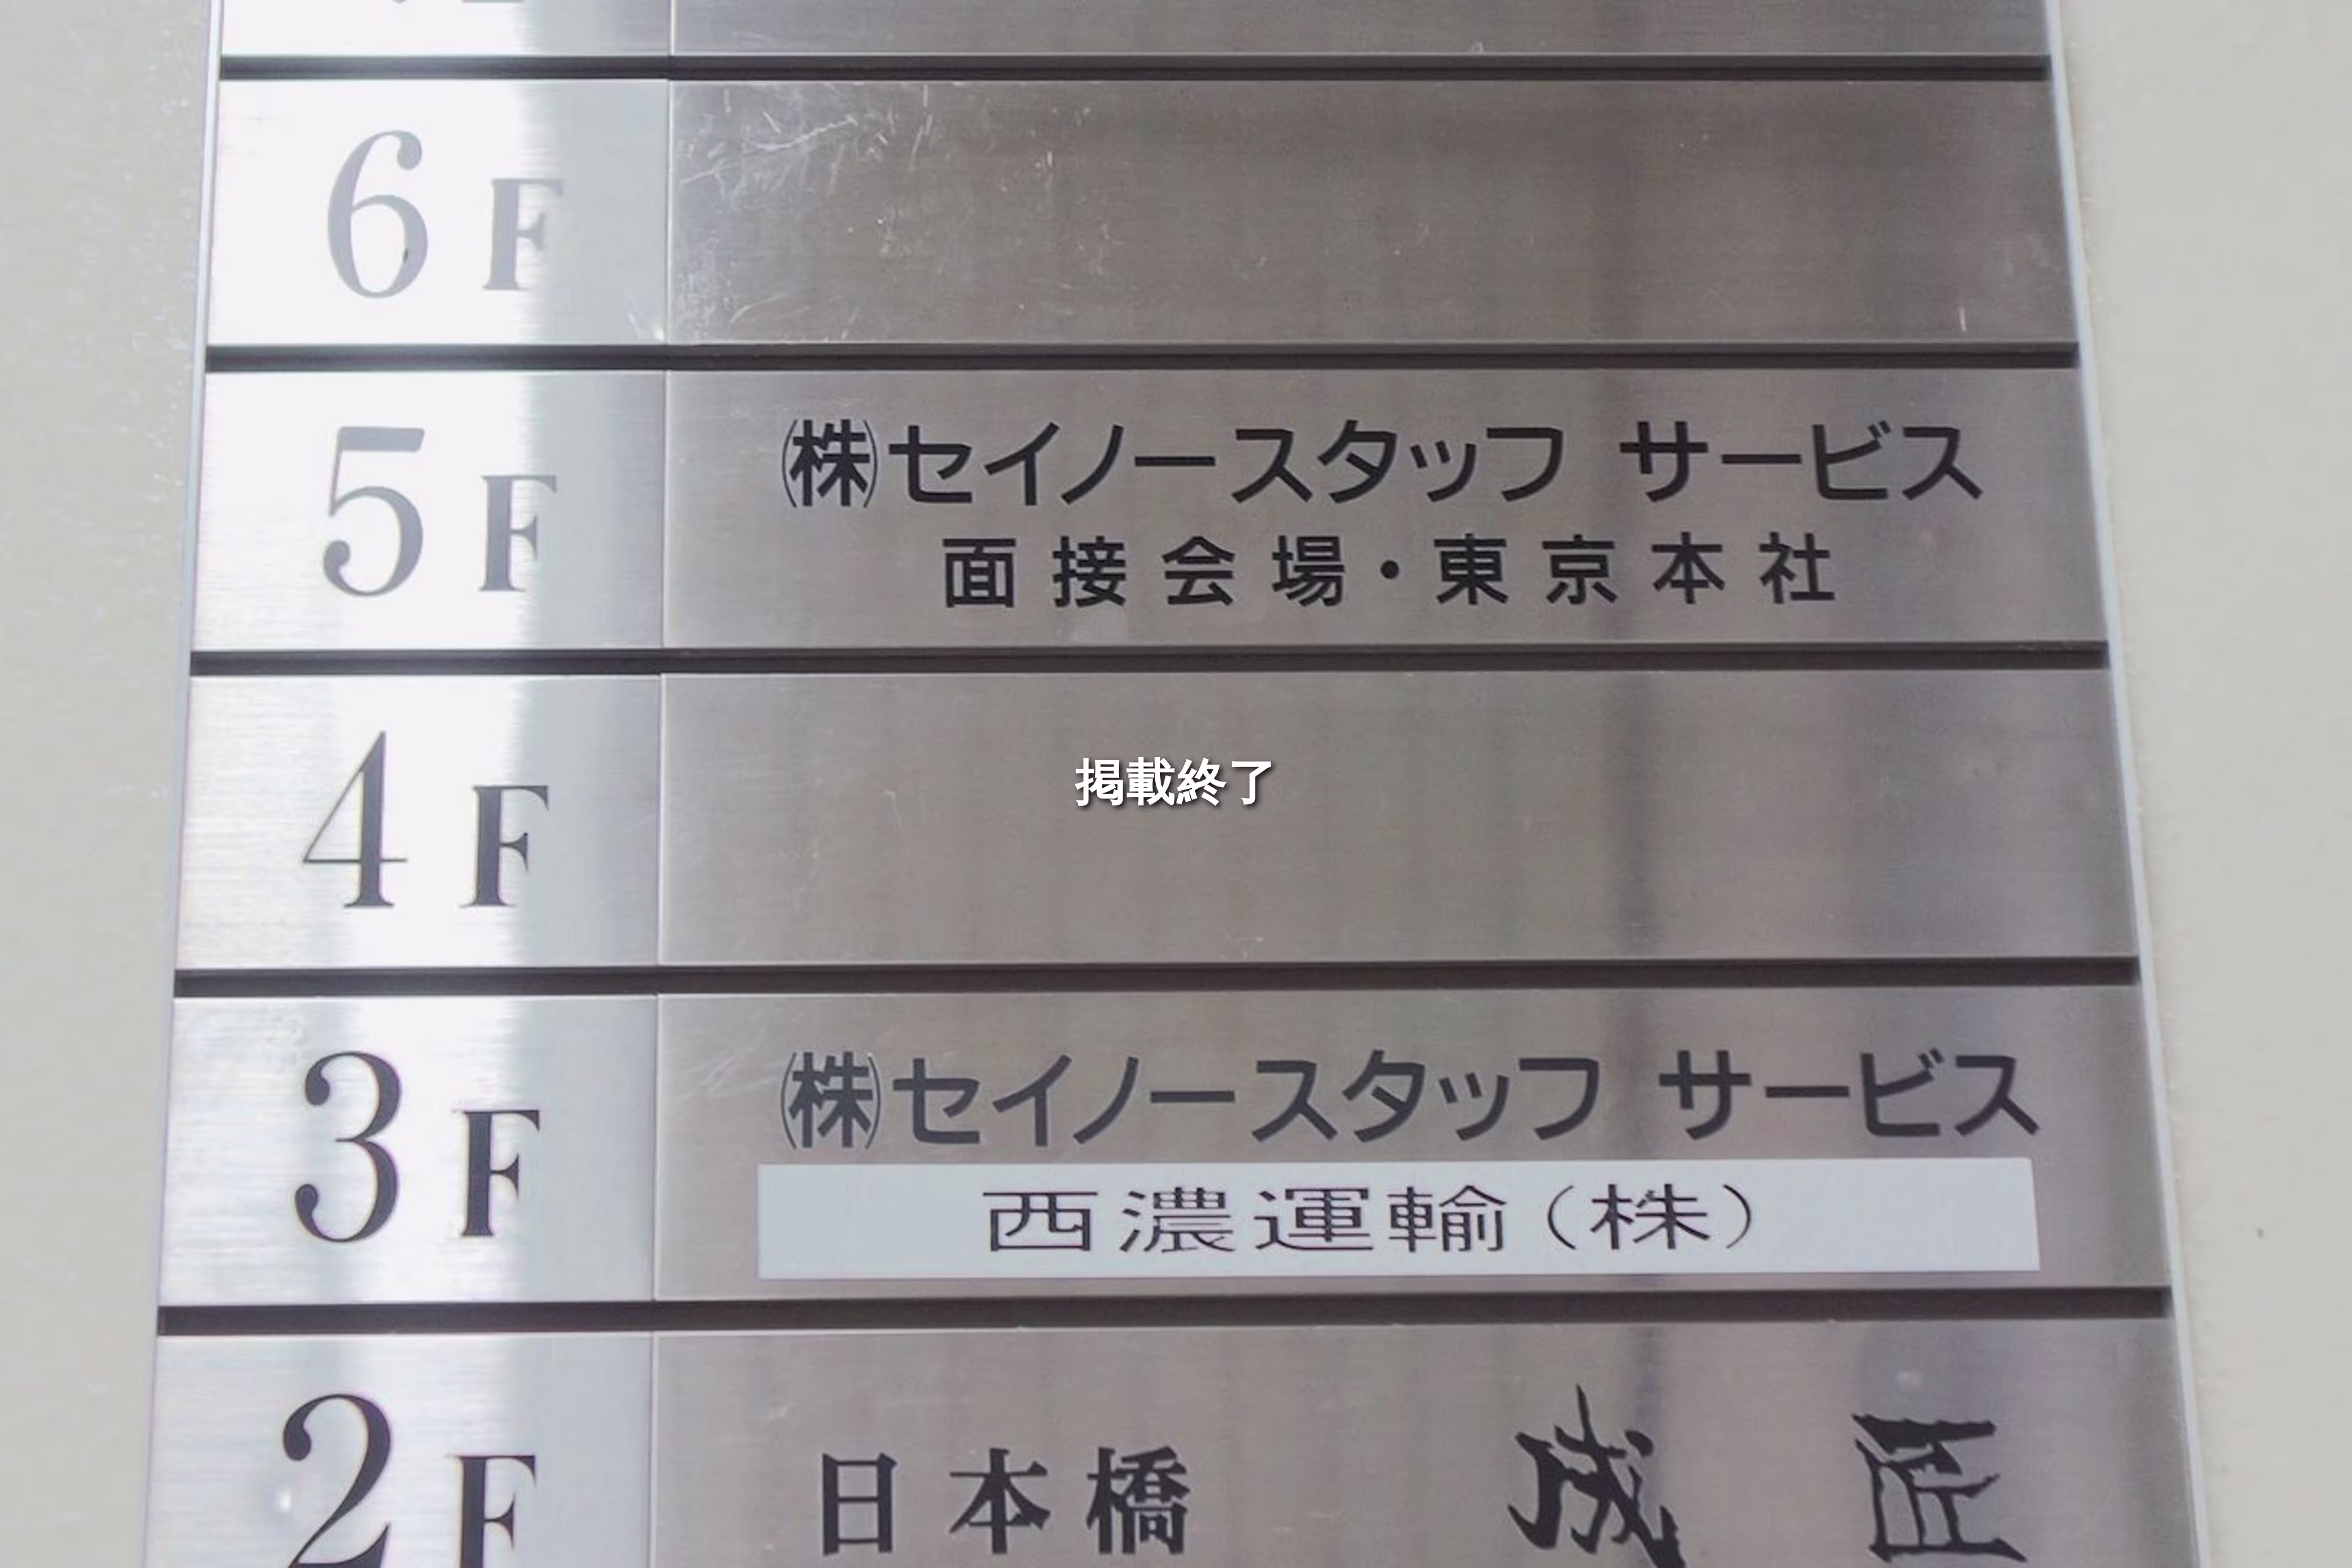 6F
5F ㈱セイノースタッフ サービス
面接会場・東京本社
4F
掲載終了
3F ㈱セイノースタッフ サービス
西濃運輸(株)
2F 日本橋 成匠